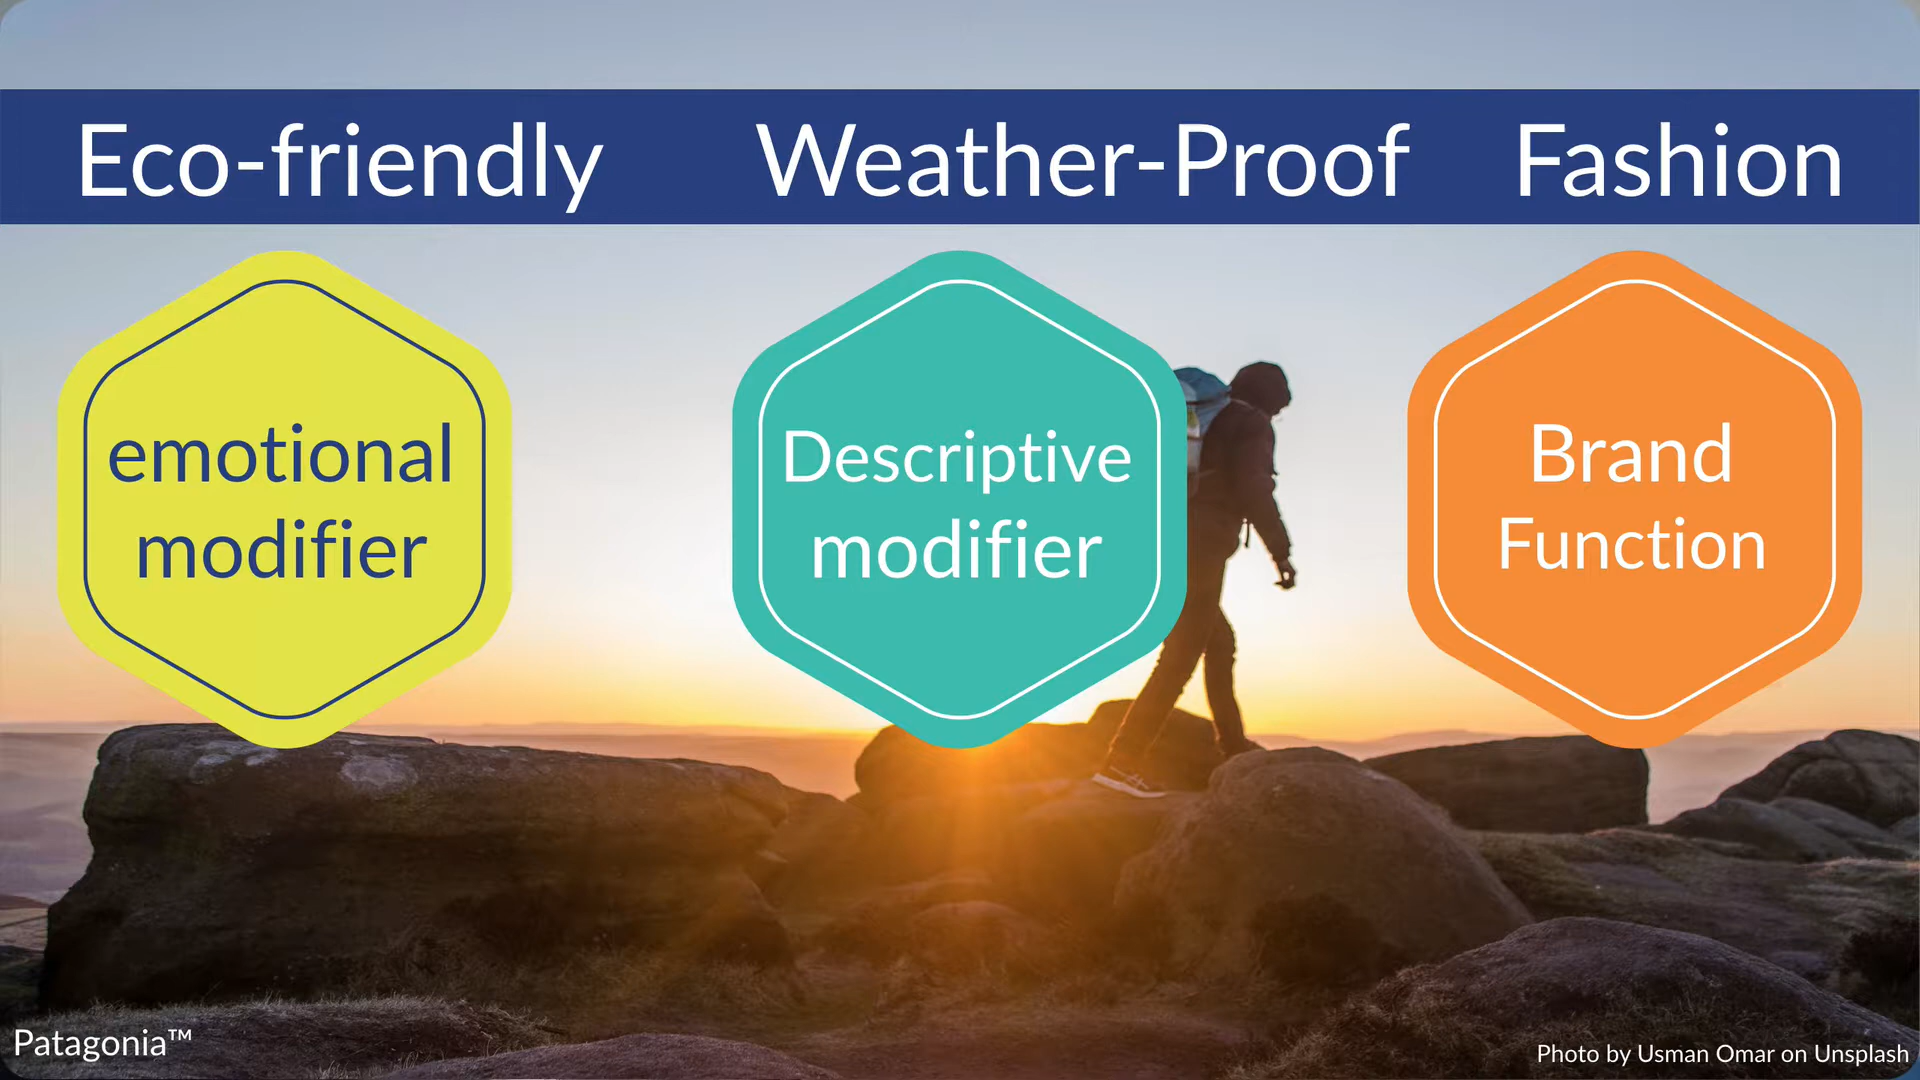 Eco-friendly Weather-Proof Fashion
emotional
modifier
Descriptive
modifier
Brand
Function
Patagonia™
Photo by Usman Omar on Unsplash